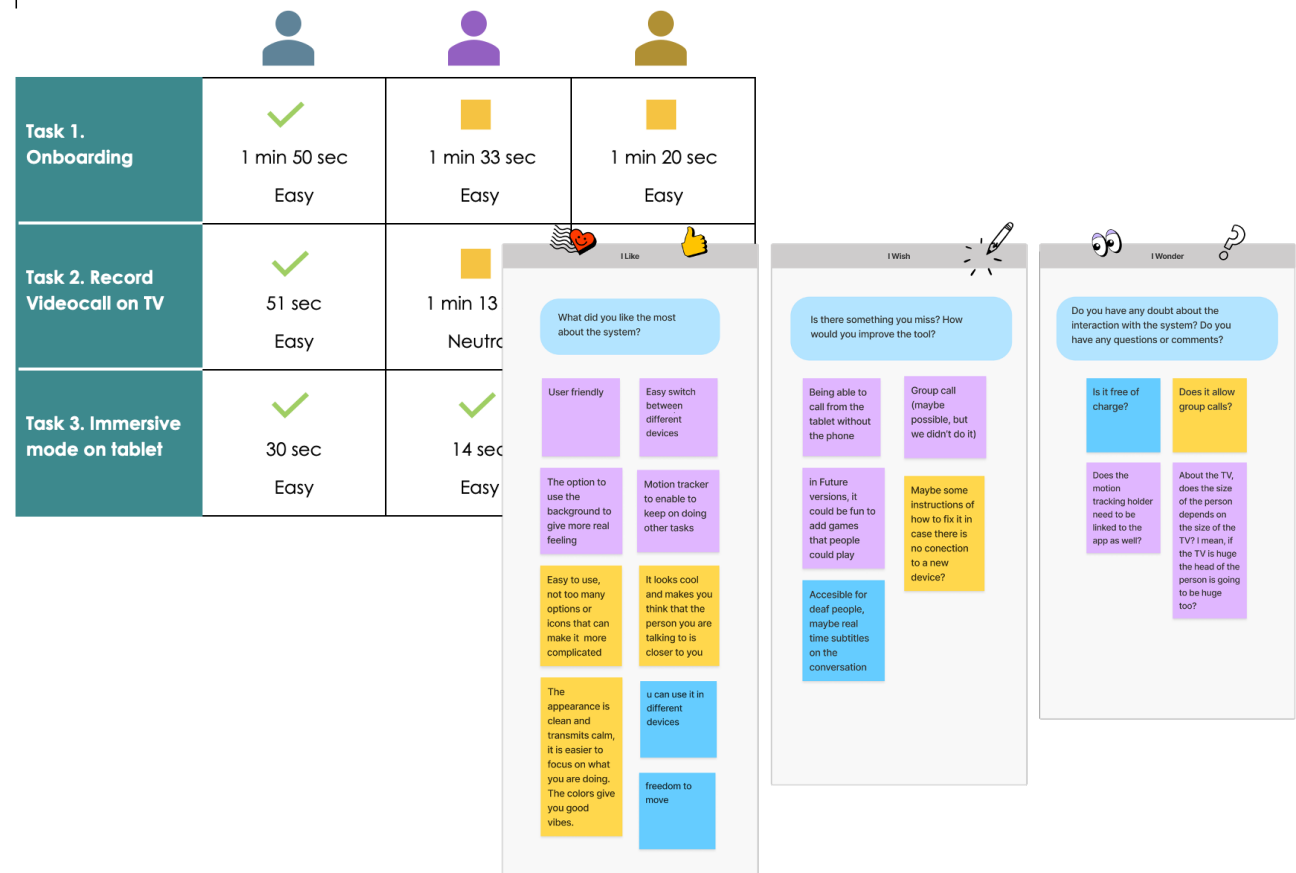 Task 1.
Onboarding
1 min 50 sec
Easy
1 min 33 sec
Easy
1 min 20 sec
Easy
Task 2. Record
Videocall on TV
51 sec
Easy
1 min 13
Task 3. Immersive
mode on tablet
30 sec
Easy
14
Easy
I Like
What did you like the most
about the system?
User friendly
Easy switch
between
different
devices
The option to
use the
background to
give more real
feeling
Motion tracker
to enable to
keep on doing
other tasks
Easy to use,
not too many
options or
icons that can
make it more
complicated
It looks cool
and makes you
think that the
person you are
talking to is
closer to you
The
appearance is
clean and
transmits calm,
it is easier to
focus on what
you are doing.
The colors give
you good
vibes.
u can use it in
different
devices
freedom to
move
I Wish
Is there something you miss? How
would you improve the tool?
Being able to
call from the
tablet without
the phone
Group call
(maybe
possible, but
we didn't do it)
in Future
versions, it
could be fun to
add games
that people
could play
Maybe some
instructions of
how to fix it in
case there is
no conection
to a new
device?
Accesible for
deaf people,
maybe real
time subtitles
on the
conversation
I Wonder
Do you have any doubt about the
interaction with the system? Do you
have any questions or comments?
Is it free of
charge?
Does it allow
group calls?
Does the
motion
tracking holder
need to be
linked to the
app as well?
About the TV,
does the size
of the person
depends on
the size of the
TV? I mean, if
the TV is huge
the head of the
person is going
to be huge
too?